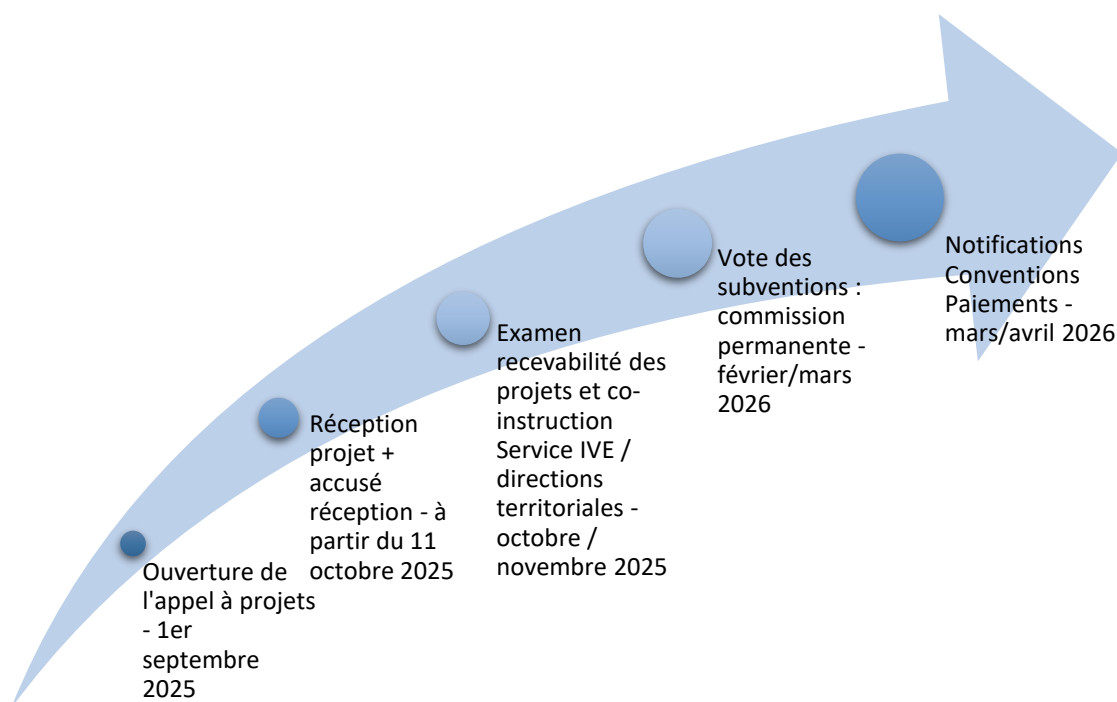 Ouverture de
l'appel à projets
- 1er
septembre
2025
Réception
projet +
accusé
réception - à
partir du 11
octobre 2025
Examen
recevabilité des
projets et co-
instruction
Service IVE /
directions
territoriales -
octobre /
novembre 2025
Vote des
subventions :
commission
permanente -
février/mars
2026
Notifications
Conventions
Paiements -
mars/avril 2026